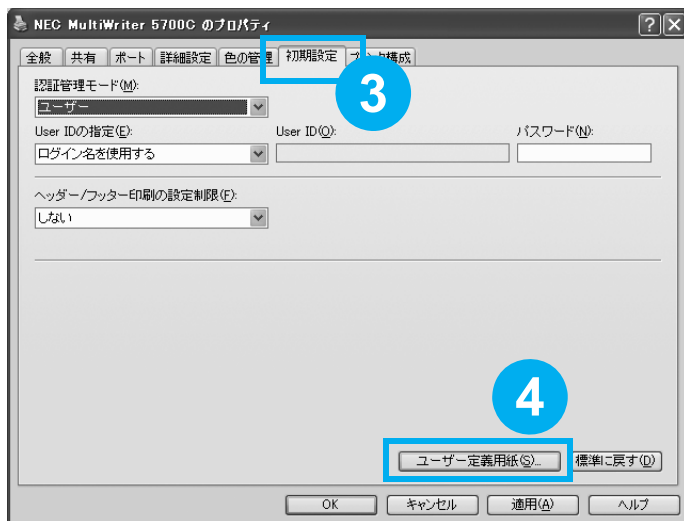 NEC MultiWriter 5700C のプロパティ
全般 共有 ポート 詳細設定 色の管理 初期設定
3
認証管理モード(M):
ユーザー
User IDの指定(E): User ID(O): パスワード(N):
ログイン名を使用する
ヘッダー/フッター印刷の設定制限(F):
しない
4
ユーザー定義用紙(S)... 標準に戻す(D)
OK キャンセル 適用(A) ヘルプ